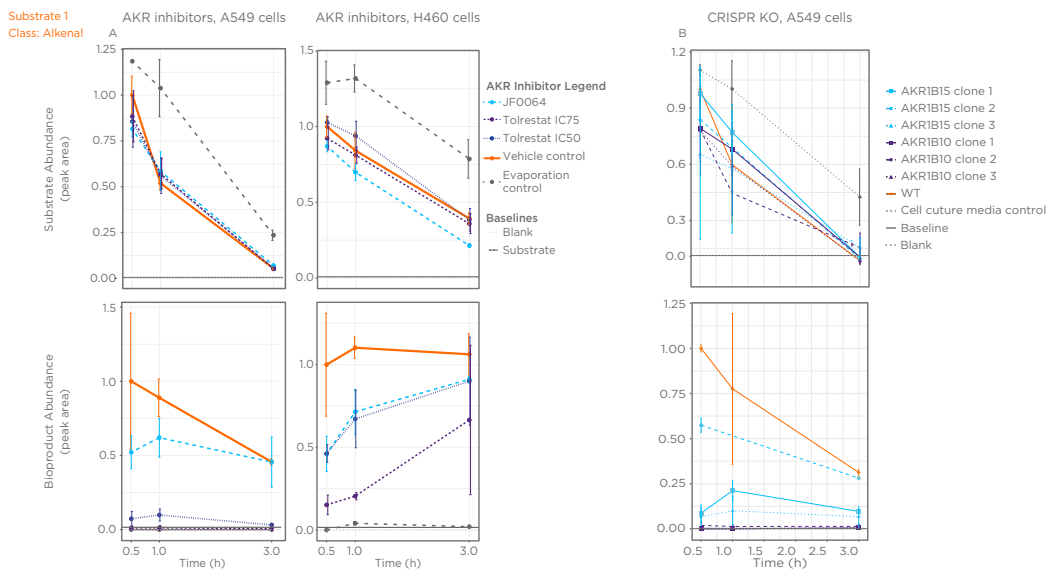 Substrate 1
Class: Alkenal
A
AKR inhibitors, A549 cells
AKR inhibitors, H460 cells
B
CRISPR KO, A549 cells
Substrate Abundance
(peak area)
1.25
1.00
0.75
0.50
0.25
0.00
1.5
1.0
0.5
0.0
AKR Inhibitor Legend
JF0064
Tolrestat IC75
Tolrestat IC50
Vehicle control
Evaporation
control
Baselines
Blank
Substrate
1.2
0.9
0.6
0.3
0.0
AKR1B15 clone 1
AKR1B15 clone 2
AKR1B15 clone 3
AKR1B10 clone 1
AKR1B10 clone 2
AKR1B10 clone 3
WT
Cell cuture media control
Baseline
Blank
Bioproduct Abundance
(peak area)
1.5
1.0
0.5
0.0
0.5
1.0
3.0
Time (h)
1.0
0.5
0.0
0.5
1.0
3.0
Time (h)
1.25
1.00
0.75
0.50
0.25
0.00
0.5
1.0
1.5
2.0
2.5
3.0
Time (h)